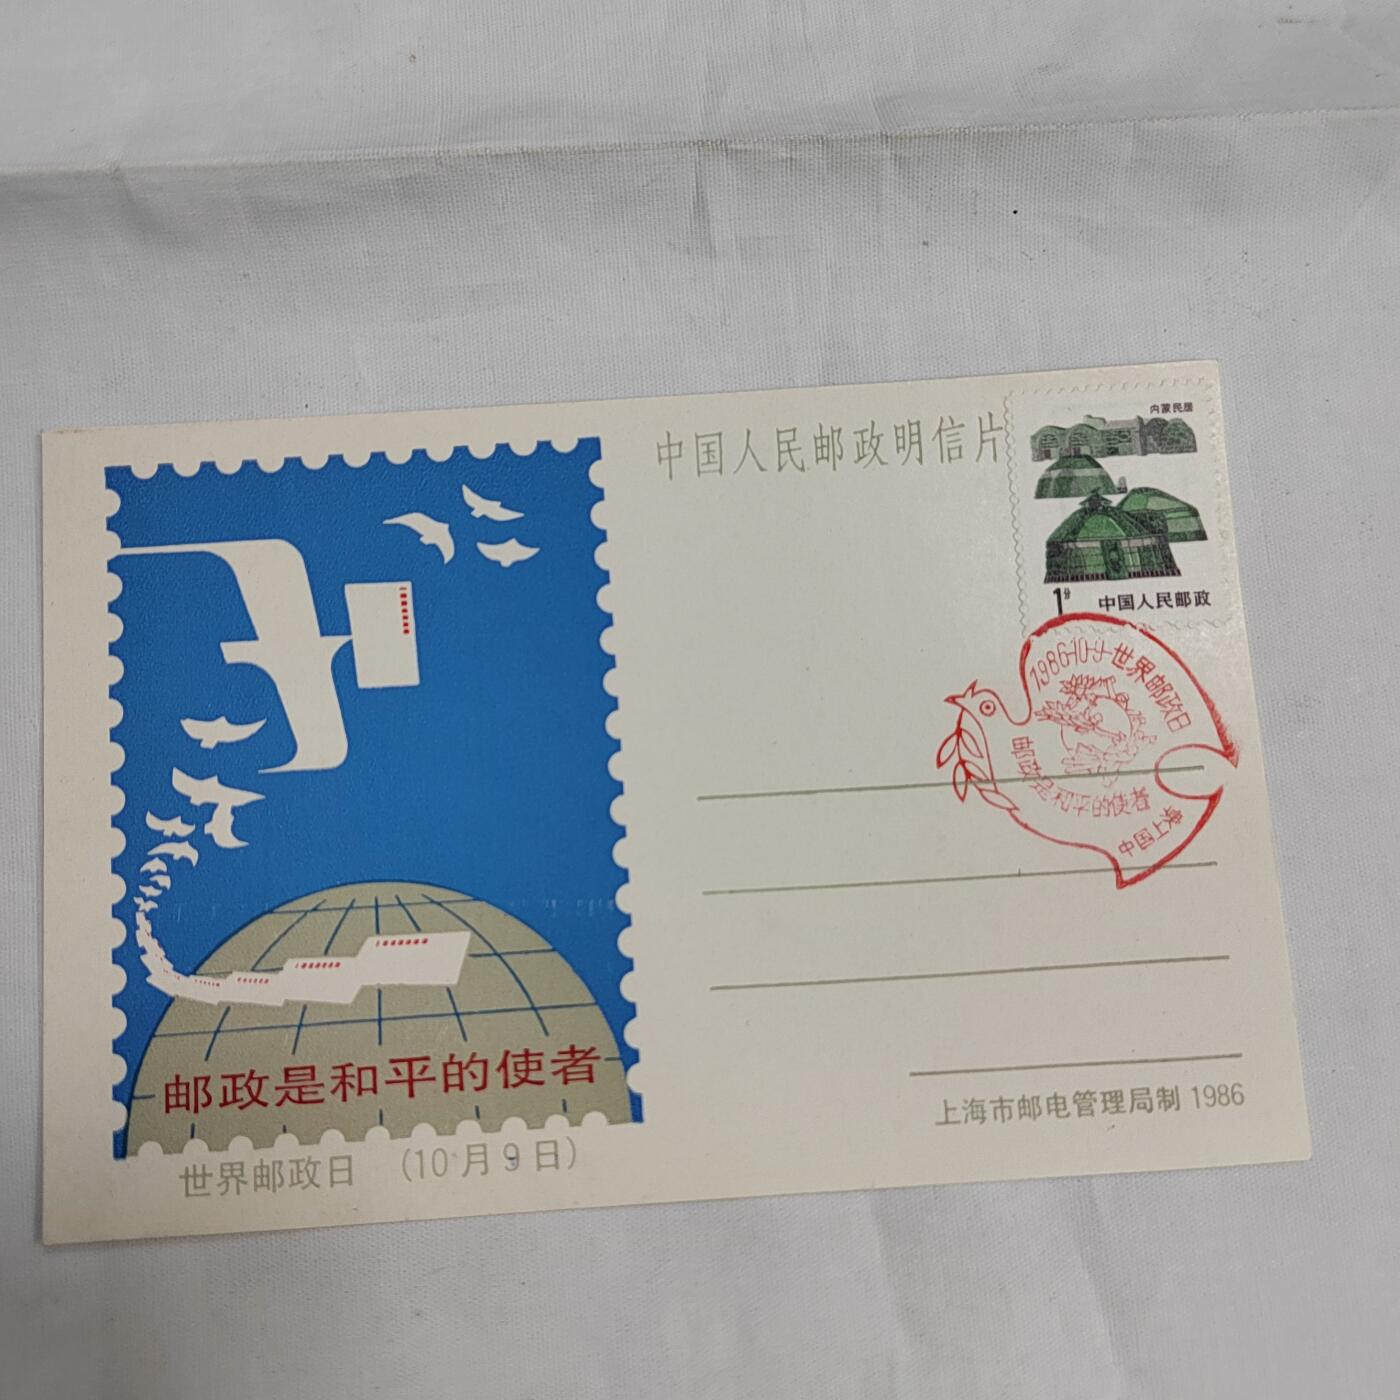 中国人民邮政明信片
内蒙民居
1分
中国人民邮政
1986-10-9-世界邮政日
邮政是和平的使者
中国上海
邮政是和平的使者
世界邮政日 (10月9日)
上海市邮电管理局制 1986